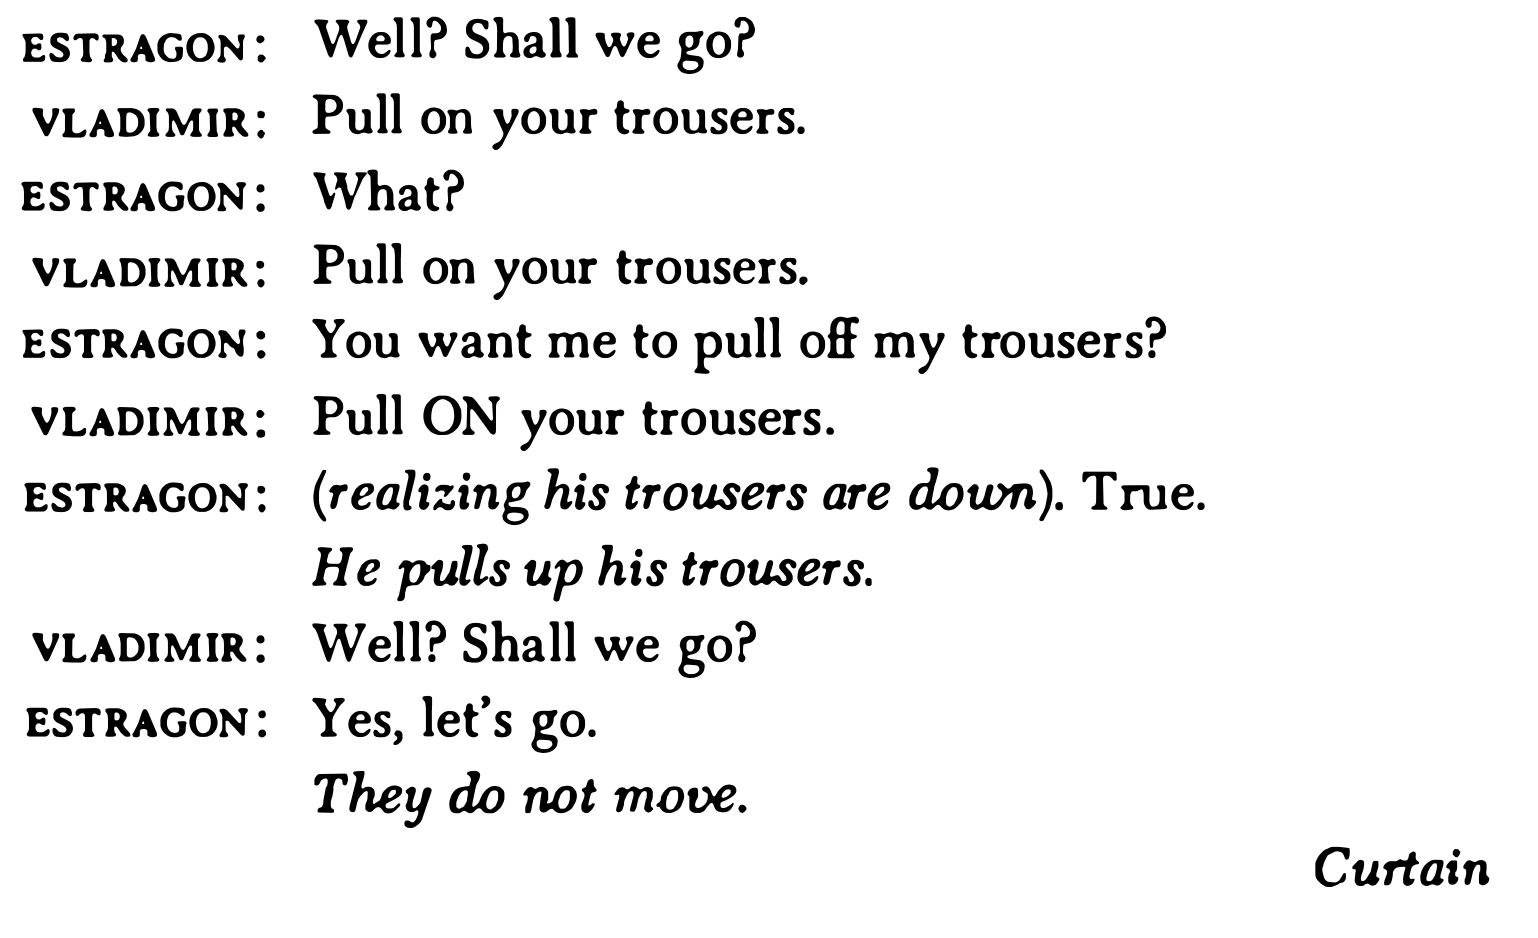 ESTRAGON: Well? Shall we go?
VLADIMIR: Pull on your trousers.
ESTRAGON: What?
VLADIMIR: Pull on your trousers.
ESTRAGON: You want me to pull off my trousers?
VLADIMIR: Pull ON your trousers.
ESTRAGON: (realizing his trousers are down). True.
He pulls up his trousers.
VLADIMIR: Well? Shall we go?
ESTRAGON: Yes, let's go.
They do not move.
Curtain